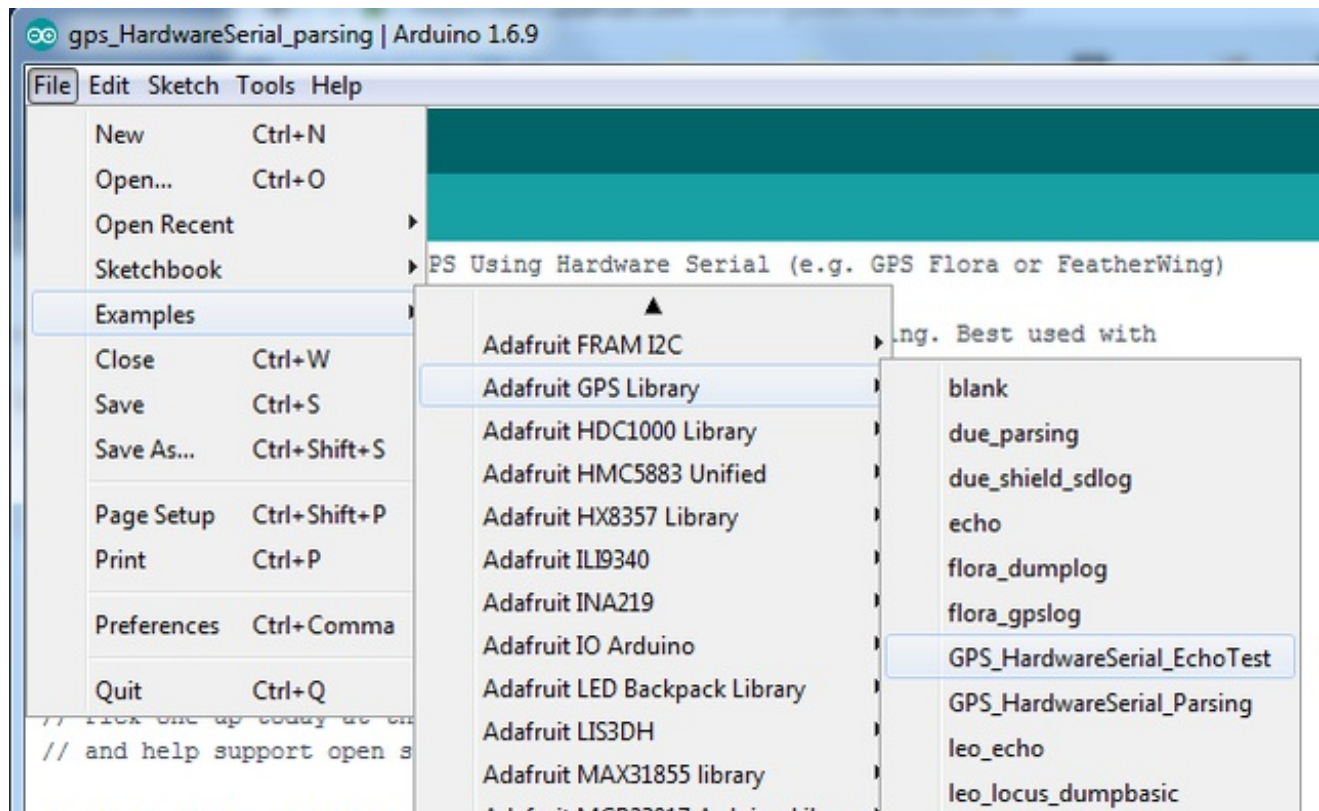 gps_HardwareSerial_parsing | Arduino 1.6.9
File Edit Sketch Tools Help
New Ctrl+N
Open... Ctrl+O
Open Recent
Sketchbook
Examples
Close Ctrl+W
Save Ctrl+S
Save As... Ctrl+Shift+S
Page Setup Ctrl+Shift+P
Print Ctrl+P
Preferences Ctrl+Comma
Quit Ctrl+Q
PS Using Hardware Serial (e.g. GPS Flora or FeatherWing)
ng. Best used with
Adafruit FRAM I2C
Adafruit GPS Library
Adafruit HDC1000 Library
Adafruit HMC5883 Unified
Adafruit HX8357 Library
Adafruit ILI9340
Adafruit INA219
Adafruit IO Arduino
Adafruit LED Backpack Library
Adafruit LIS3DH
Adafruit MAX31855 library
blank
due_parsing
due_shield_sdlog
echo
flora_dumplog
flora_gpslog
GPS_HardwareSerial_EchoTest
GPS_HardwareSerial_Parsing
leo_echo
leo_locus_dumpbasic
// and help support open s